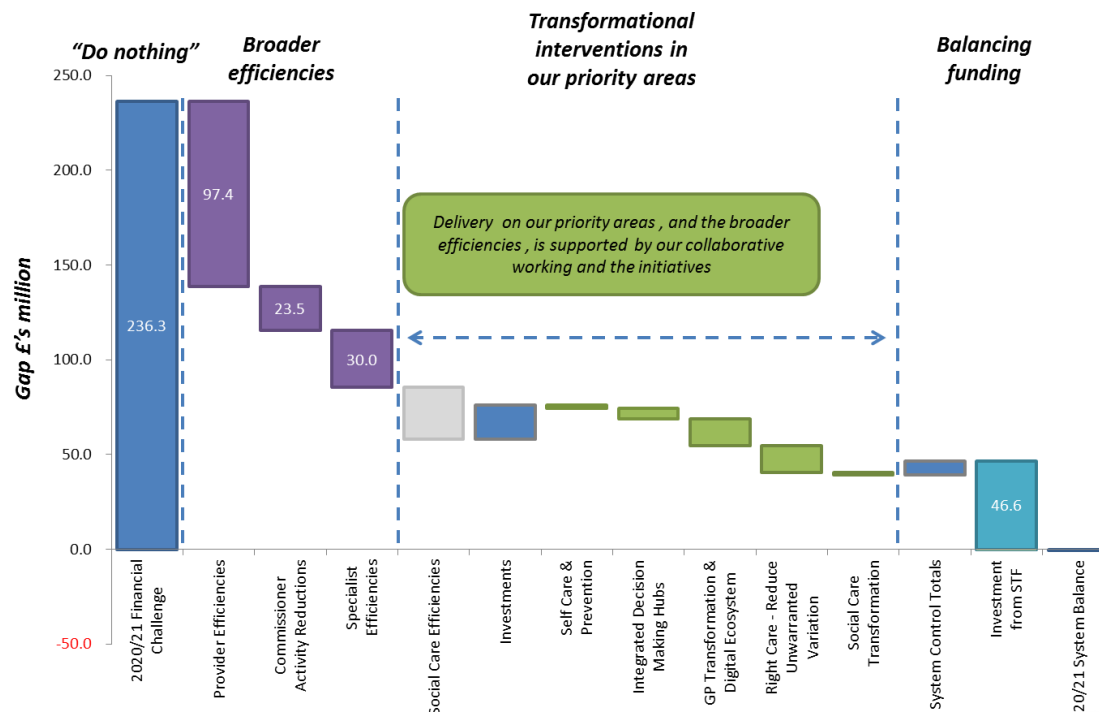 “Do nothing”
Broader
efficiencies
Transformational
interventions in
our priority areas
Balancing
funding
Gap £’s million
250.0
200.0
150.0
100.0
50.0
0.0
-50.0
236.3
97.4
23.5
30.0
Delivery on our priority areas , and the broader
efficiencies , is supported by our collaborative
working and the initiatives
46.6
2020/21 Financial
Challenge
Provider Efficiencies
Commissioner
Activity Reductions
Specialist
Efficiencies
Social Care Efficiencies
Investments
Self Care &
Prevention
Integrated Decision
Making Hubs
GP Transformation &
Digital Ecosystem
Right Care - Reduce
Unwarranted
Variation
Social Care
Transformation
System Control Totals
Investment
from STF
20/21 System Balance